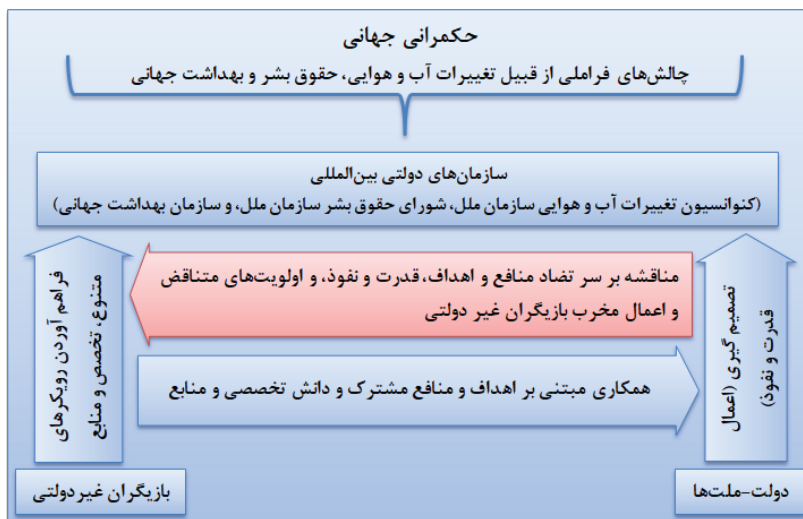 حکمرانی جهانی
چالش‌های فراملی از قبیل تغییرات آب و هوایی، حقوق بشر و بهداشت جهانی
سازمان‌های دولتی بین‌المللی
(کنوانسیون تغییرات آب و هوایی سازمان ملل، شورای حقوق بشر سازمان ملل، و سازمان بهداشت جهانی)
تصمیم گیری (اعمال
قدرت و نفوذ)
مناقشه بر سر تضاد منافع و اهداف، قدرت و نفوذ، و اولویت‌های متناقض
و اعمال مخرب بازیگران غیر دولتی
همکاری مبتنی بر اهداف و منافع مشترک و دانش تخصصی و منابع
فراهم آوردن رویکرهای
متنوع، تخصص و منابع
دولت-ملت‌ها
بازیگران غیردولتی